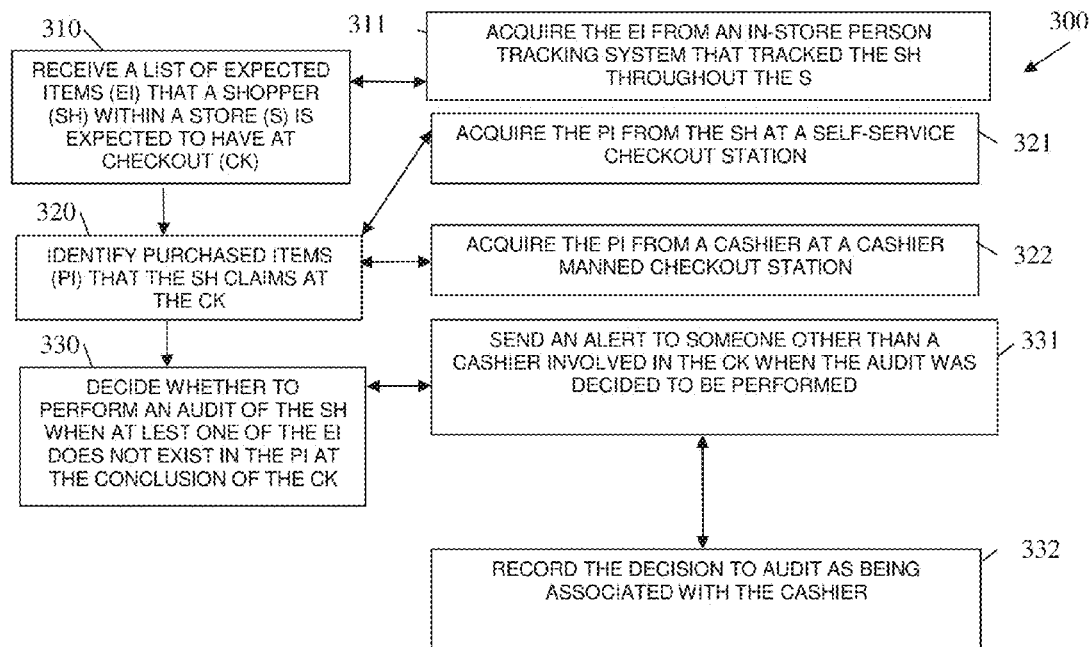 310
RECEIVE A LIST OF EXPECTED
ITEMS (EI) THAT A SHOPPER
(SH) WITHIN A STORE (S) IS
EXPECTED TO HAVE AT
CHECKOUT (CK)
311
ACQUIRE THE EI FROM AN IN-STORE PERSON
TRACKING SYSTEM THAT TRACKED THE SH
THROUGHOUT THE S
300
ACQUIRE THE PI FROM THE SH AT A SELF-SERVICE
CHECKOUT STATION
321
320
IDENTIFY PURCHASED ITEMS
(PI) THAT THE SH CLAIMS AT
THE CK
ACQUIRE THE PI FROM A CASHIER AT A CASHIER
MANNED CHECKOUT STATION
322
330
DECIDE WHETHER TO
PERFORM AN AUDIT OF THE SH
WHEN AT LEST ONE OF THE EI
DOES NOT EXIST IN THE PI AT
THE CONCLUSION OF THE CK
SEND AN ALERT TO SOMEONE OTHER THAN A
CASHIER INVOLVED IN THE CK WHEN THE AUDIT WAS
DECIDED TO BE PERFORMED
331
RECORD THE DECISION TO AUDIT AS BEING
ASSOCIATED WITH THE CASHIER
332